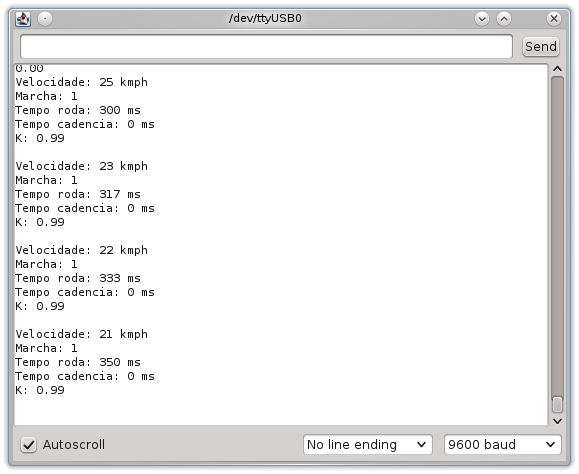 /dev/ttyUSB0
Send
0.00
Velocidade: 25 kmph
Marcha: 1
Tempo roda: 300 ms
Tempo cadencia: 0 ms
K: 0.99
Velocidade: 23 kmph
Marcha: 1
Tempo roda: 317 ms
Tempo cadencia: 0 ms
K: 0.99
Velocidade: 22 kmph
Marcha: 1
Tempo roda: 333 ms
Tempo cadencia: 0 ms
K: 0.99
Velocidade: 21 kmph
Marcha: 1
Tempo roda: 350 ms
Tempo cadencia: 0 ms
K: 0.99
Autoscroll
No line ending
9600 baud